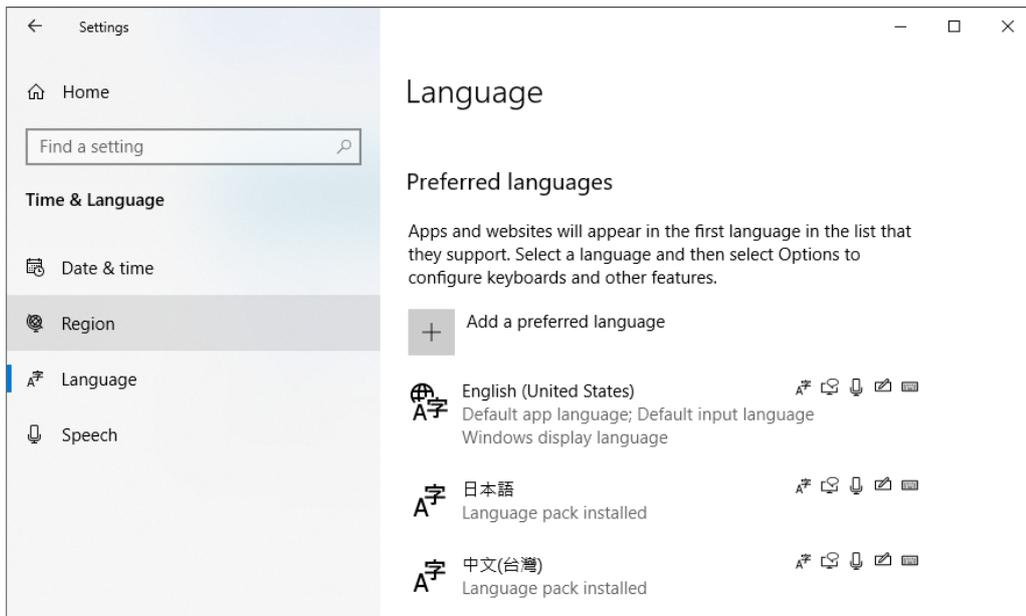 Settings
Home
Find a setting
Time & Language
Date & time
Region
Language
Speech
Language
Preferred languages
Apps and websites will appear in the first language in the list that
they support. Select a language and then select Options to
configure keyboards and other features.
Add a preferred language
English (United States)
Default app language; Default input language
Windows display language
日本語
Language pack installed
中文(台灣)
Language pack installed